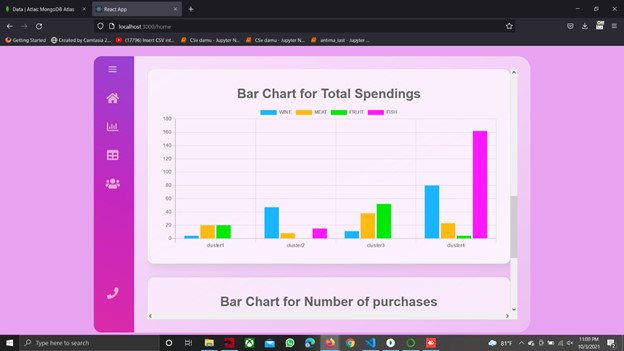 Data | Atlas: MongoDB Atlas
React App
localhost:3000/home
Getting Started
Created by Camtasia 2...
(17796) Insert CSV int...
CSv damu - Jupyter N...
CSv damu - Jupyter N...
antrinu_last - Jupyter ...
Bar Chart for Total Spendings
WINE MEAT FRUIT FISH
180
160
140
120
100
80
60
40
20
0
cluster1 cluster2 cluster3 cluster4
Bar Chart for Number of purchases
Type here to search
81°F
11:00 PM
10/3/2021